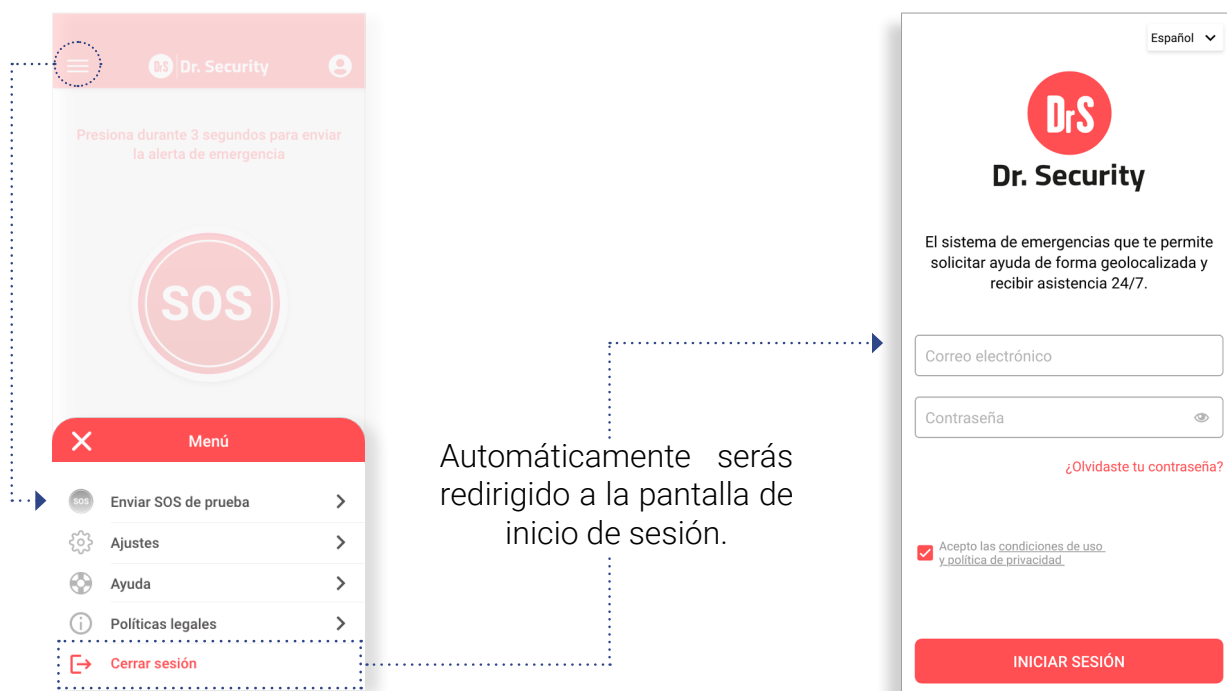 DrS Dr. Security
Presiona durante 3 segundos para enviar
la alerta de emergencia
SOS
Menú
SOS Enviar SOS de prueba
Ajustes
Ayuda
Políticas legales
Cerrar sesión
Automáticamente serás
redirigido a la pantalla de
inicio de sesión.
Español
DrS
Dr. Security
El sistema de emergencias que te permite
solicitar ayuda de forma geolocalizada y
recibir asistencia 24/7.
Correo electrónico
Contraseña
¿Olvidaste tu contraseña?
Acepto las condiciones de uso
y política de privacidad
INICIAR SESIÓN